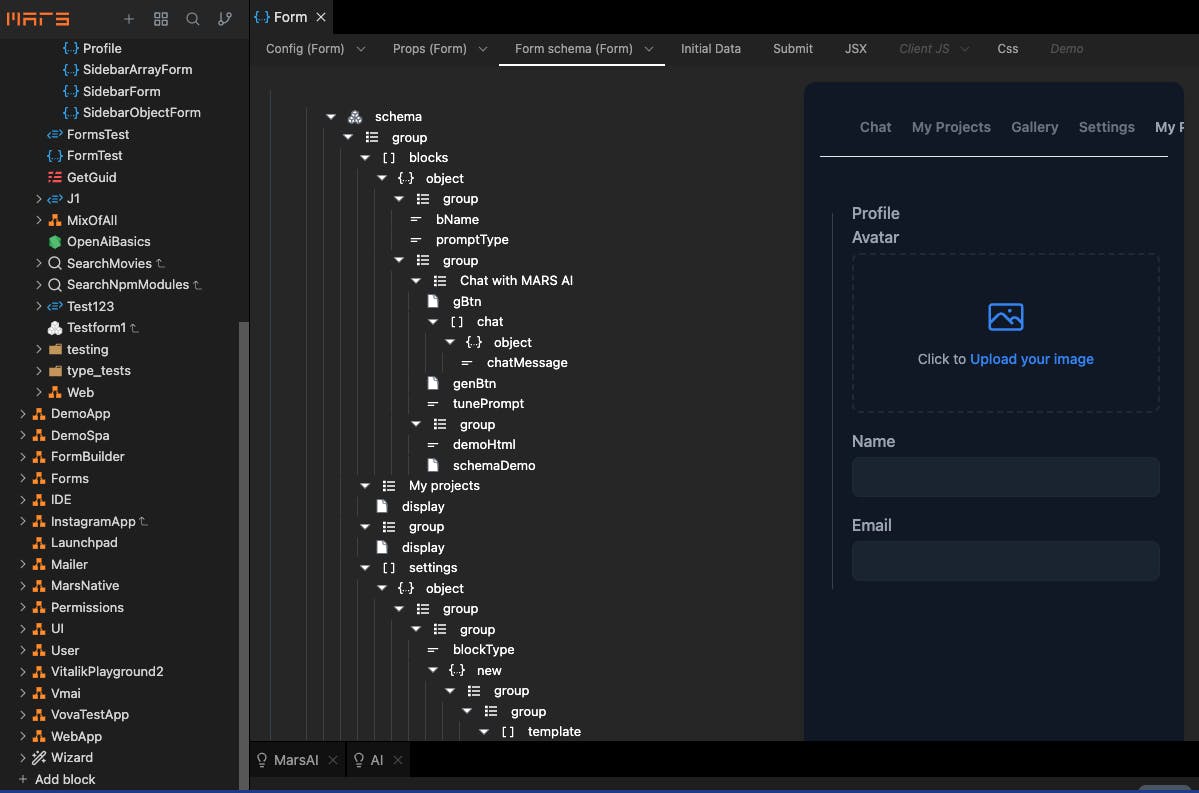 MARS
Profile
SidebarArrayForm
SidebarForm
SidebarObjectForm
FormsTest
FormTest
GetGuid
J1
MixOfAll
OpenAiBasics
SearchMovies
SearchNpmModules
Test123
Testform1
testing
type_tests
Web
DemoApp
DemoSpa
FormBuilder
Forms
IDE
InstagramApp
Launchpad
Mailer
MarsNative
Permissions
UI
User
VitalikPlayground2
Vmai
VovaTestApp
WebApp
Wizard
+ Add block
Form
Config (Form) Props (Form) Form schema (Form) Initial Data Submit JSX Client JS Css Demo
schema
group
blocks
object
group
bName
promptType
group
Chat with MARS AI
gBtn
chat
object
chatMessage
genBtn
tunePrompt
group
demoHtml
schemaDemo
My projects
display
group
display
settings
object
group
group
blockType
new
group
group
template
Chat My Projects Gallery Settings My
Profile
Avatar
Click to Upload your image
Name
Email
MarsAI AI